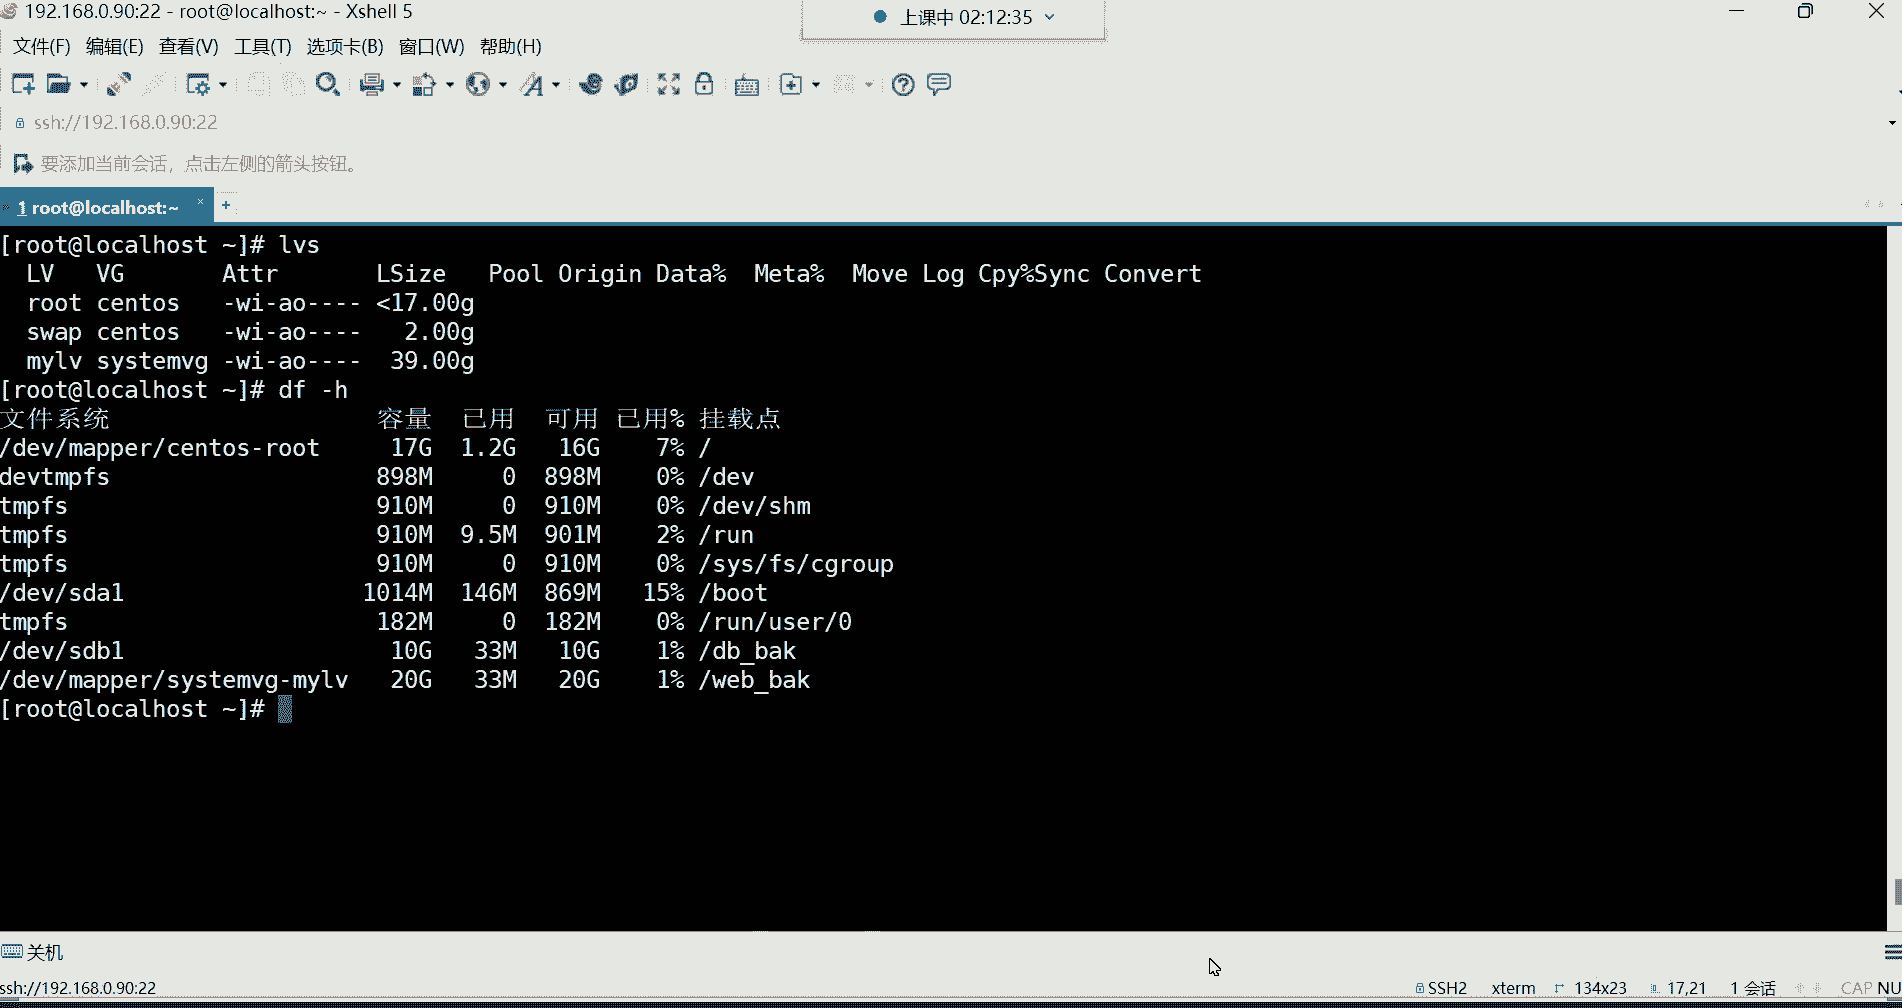 192.168.0.90:22 - root@localhost:~ - Xshell 5
上课中 02:12:35
文件(F) 编辑(E) 查看(V) 工具(T) 选项卡(B) 窗口(W) 帮助(H)
ssh://192.168.0.90:22
要添加当前会话，点击左侧的箭头按钮。
1 root@localhost:~ × +
[root@localhost ~]# lvs
  LV   VG       Attr       LSize   Pool Origin Data%  Meta%  Move Log Cpy%Sync Convert
  root centos   -wi-ao---- <17.00g
  swap centos   -wi-ao----   2.00g
  mylv systemvg -wi-ao----  39.00g
[root@localhost ~]# df -h
文件系统                   容量  已用  可用 已用% 挂载点
/dev/mapper/centos-root     17G  1.2G   16G    7% /
devtmpfs                   898M     0  898M    0% /dev
tmpfs                      910M     0  910M    0% /dev/shm
tmpfs                      910M  9.5M  901M    2% /run
tmpfs                      910M     0  910M    0% /sys/fs/cgroup
/dev/sda1                 1014M  146M  869M   15% /boot
tmpfs                      182M     0  182M    0% /run/user/0
/dev/sdb1                   10G   33M   10G    1% /db_bak
/dev/mapper/systemvg-mylv   20G   33M   20G    1% /web_bak
[root@localhost ~]#
关机
ssh://192.168.0.90:22 SSH2 xterm 134x23 17,21 1 会话 CAP NU